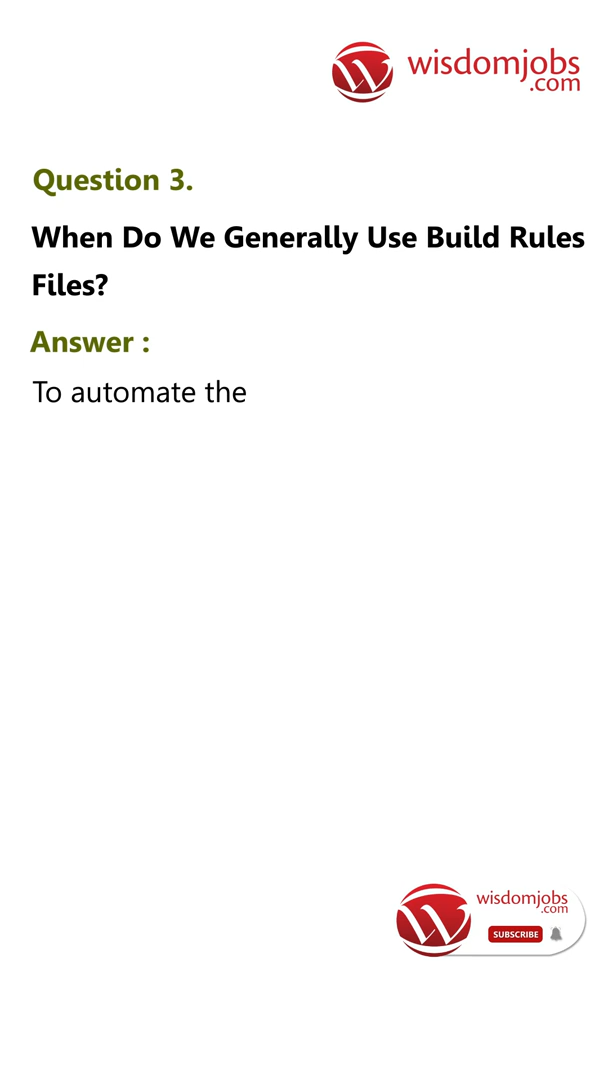 wisdomjobs
.com
Question 3.
When Do We Generally Use Build Rules
Files?
Answer :
To automate the
wisdomjobs
.com
SUBSCRIBE